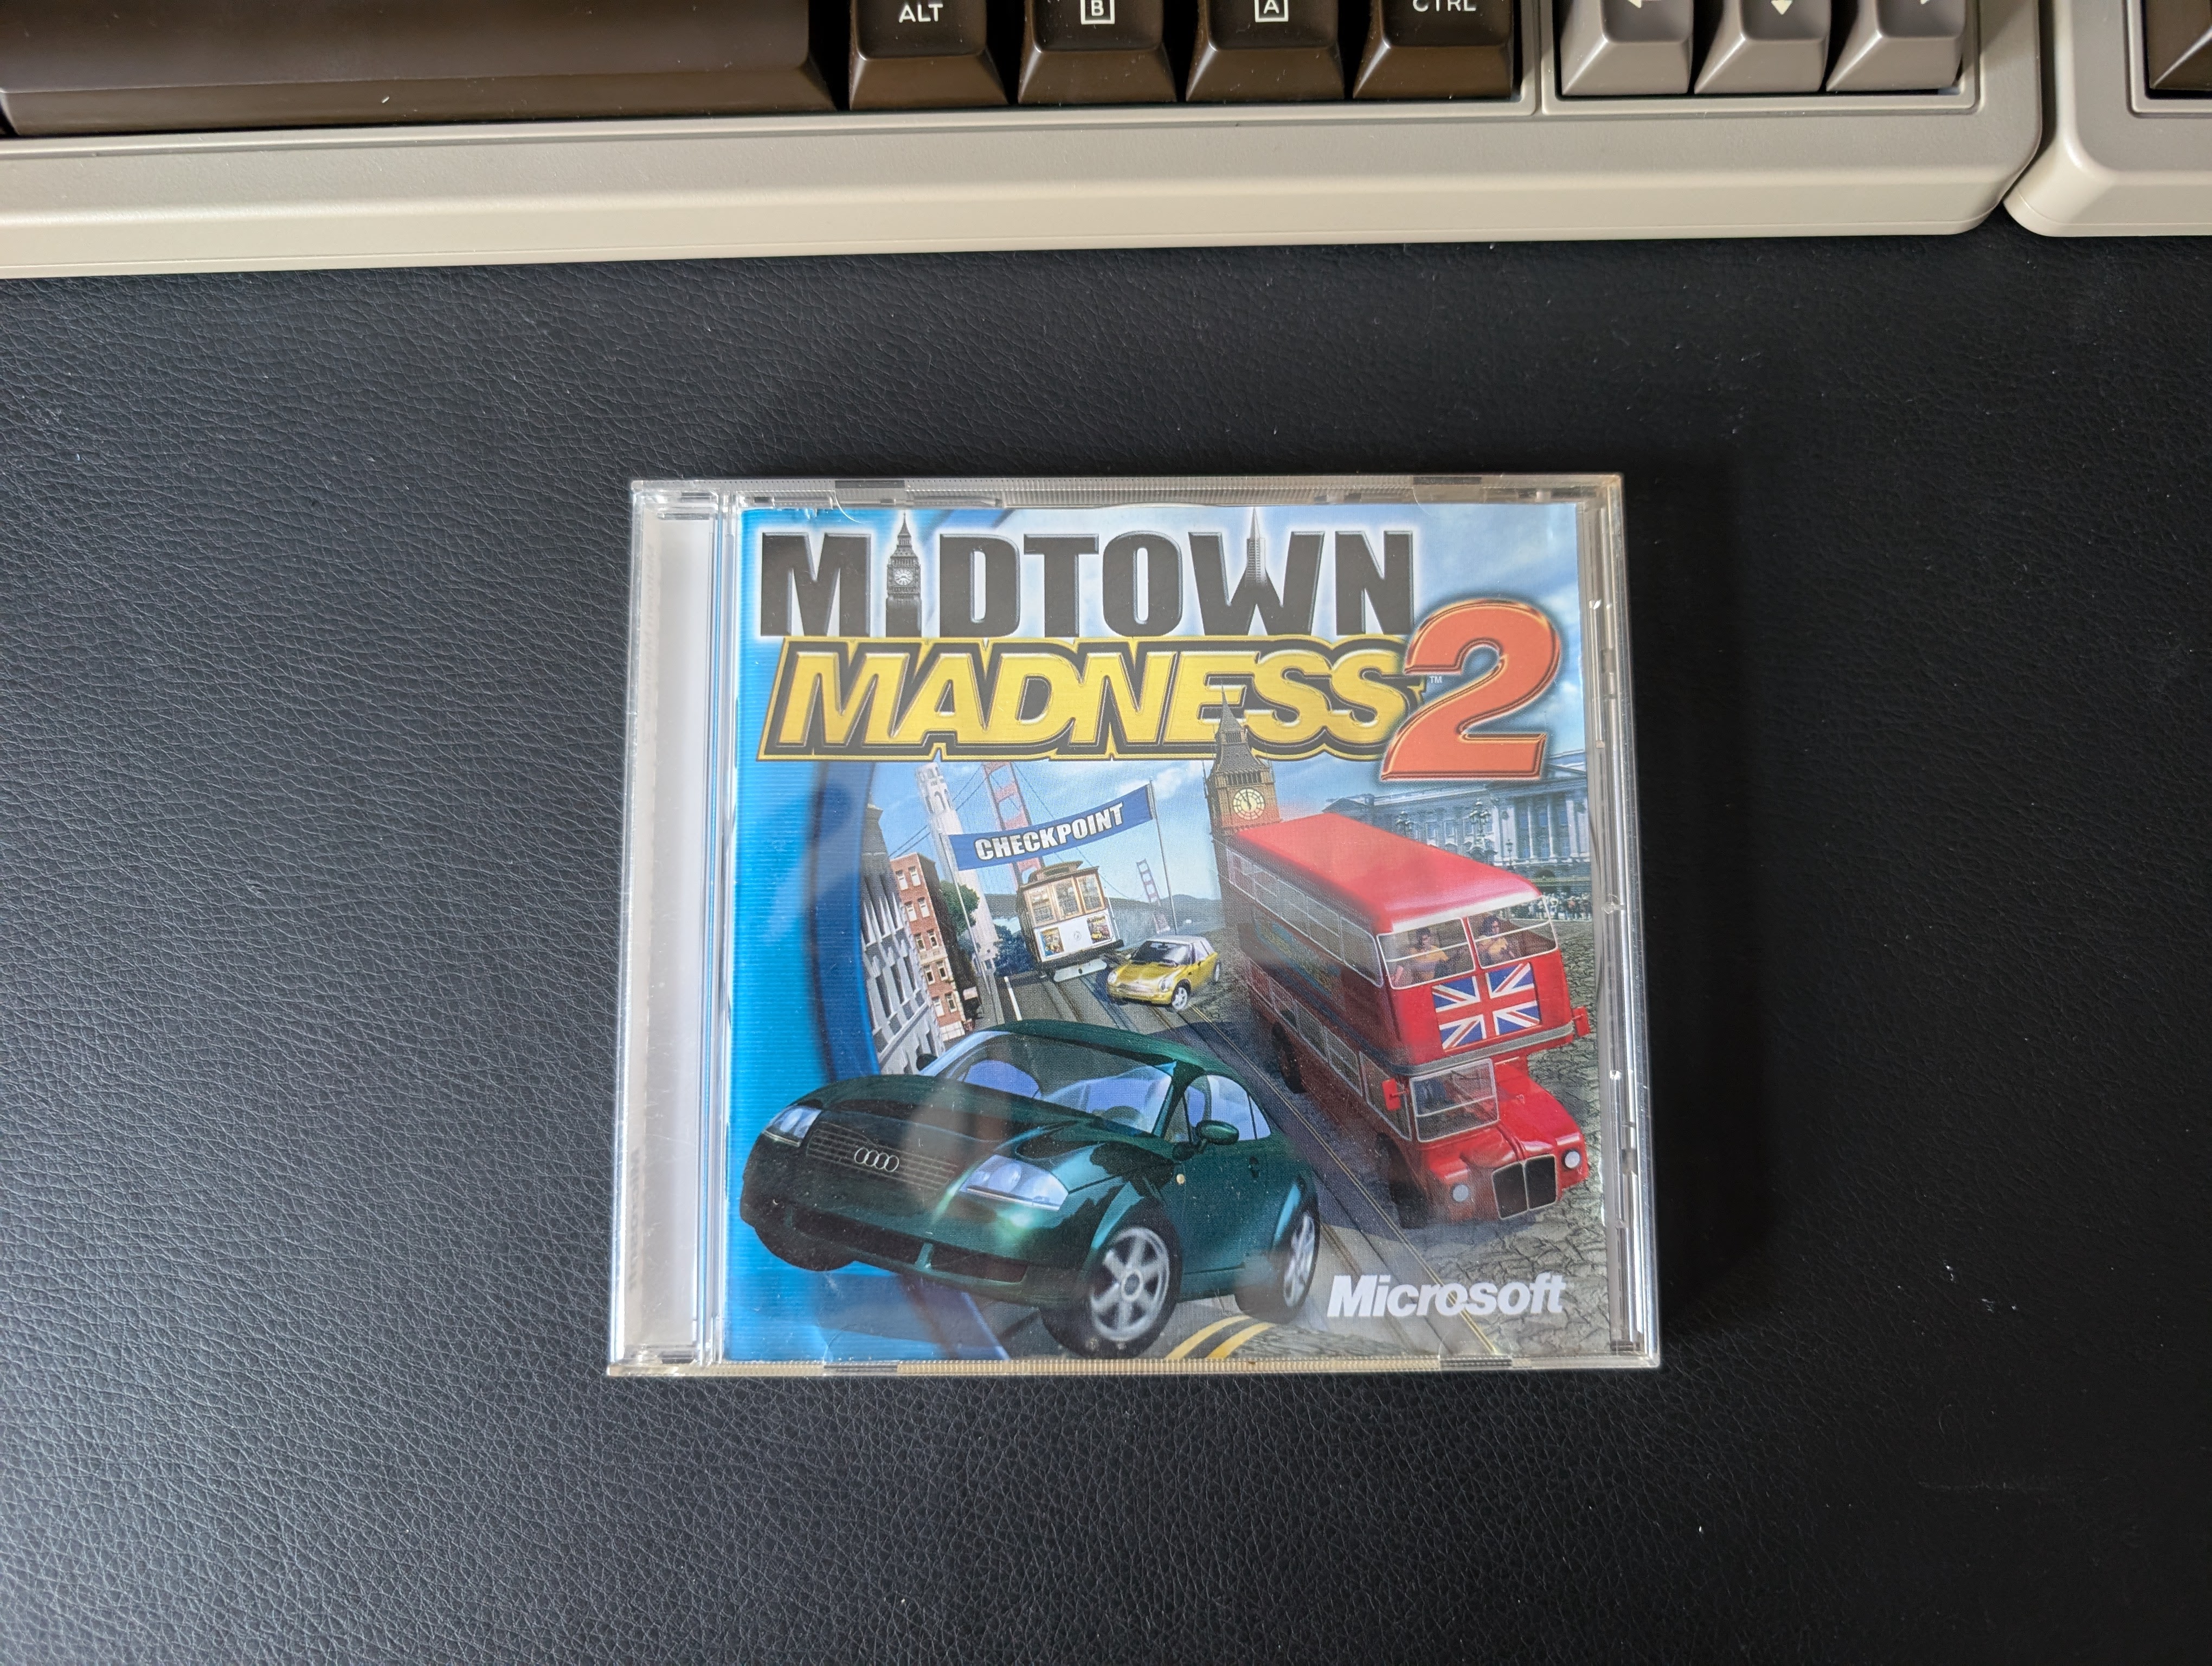 ALT
B
A
CTRL
MIDTOWN
MADNESS 2
TM
CHECKPOINT
Microsoft